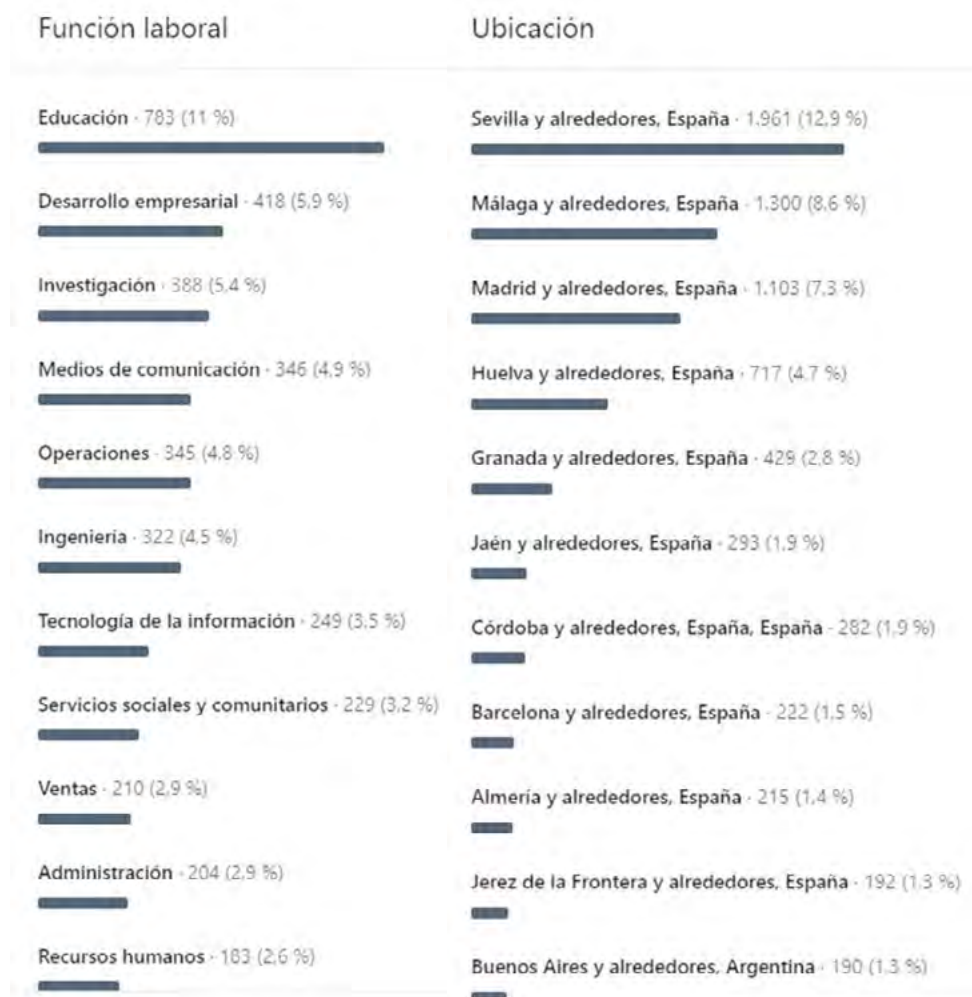 Función laboral
Educación · 783 (11 %)
Desarrollo empresarial · 418 (5,9 %)
Investigación · 388 (5,4 %)
Medios de comunicación · 346 (4,9 %)
Operaciones · 345 (4,8 %)
Ingeniería · 322 (4,5 %)
Tecnología de la información · 249 (3,5 %)
Servicios sociales y comunitarios · 229 (3,2 %)
Ventas · 210 (2,9 %)
Administración · 204 (2,9 %)
Recursos humanos · 183 (2,6 %)
Ubicación
Sevilla y alrededores, España · 1.961 (12,9 %)
Málaga y alrededores, España · 1.300 (8,6 %)
Madrid y alrededores, España · 1.103 (7,3 %)
Huelva y alrededores, España · 717 (4,7 %)
Granada y alrededores, España · 429 (2,8 %)
Jaén y alrededores, España · 293 (1,9 %)
Córdoba y alrededores, España, España · 282 (1,9 %)
Barcelona y alrededores, España · 222 (1,5 %)
Almería y alrededores, España · 215 (1,4 %)
Jerez de la Frontera y alrededores, España · 192 (1,3 %)
Buenos Aires y alrededores, Argentina · 190 (1,3 %)